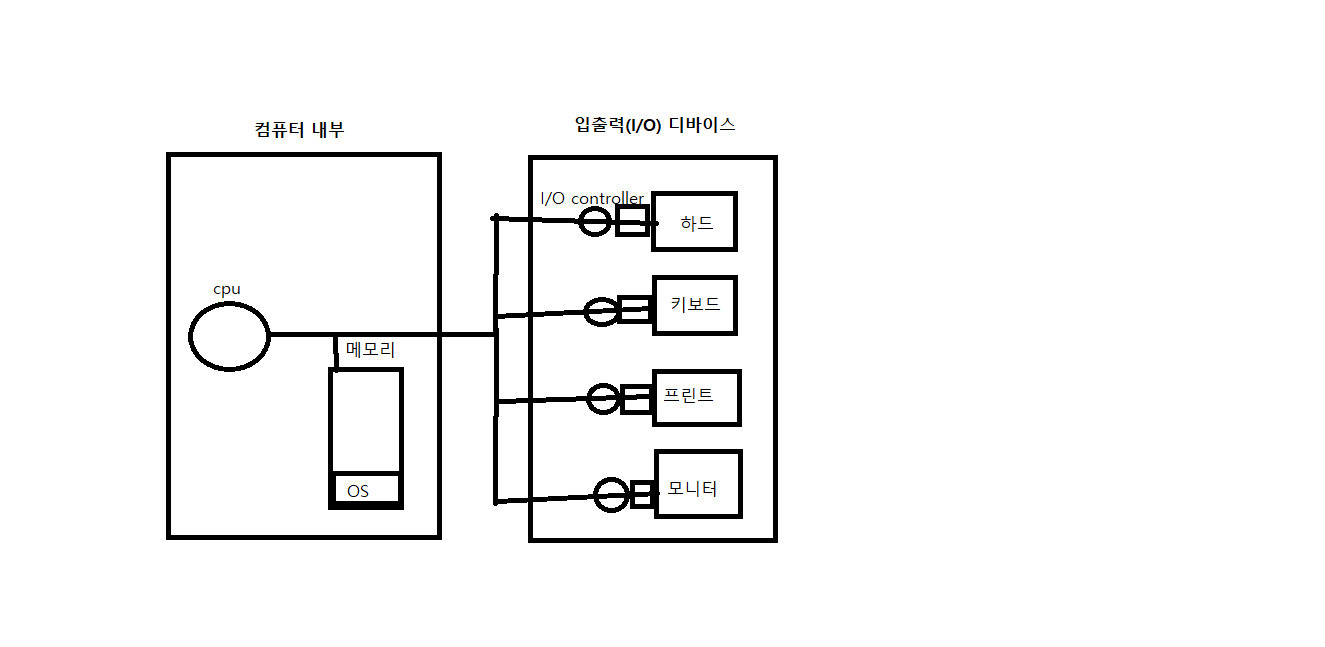 컴퓨터 내부
입출력(I/O) 디바이스
cpu
메모리
OS
I/O controller
하드
키보드
프린트
모니터